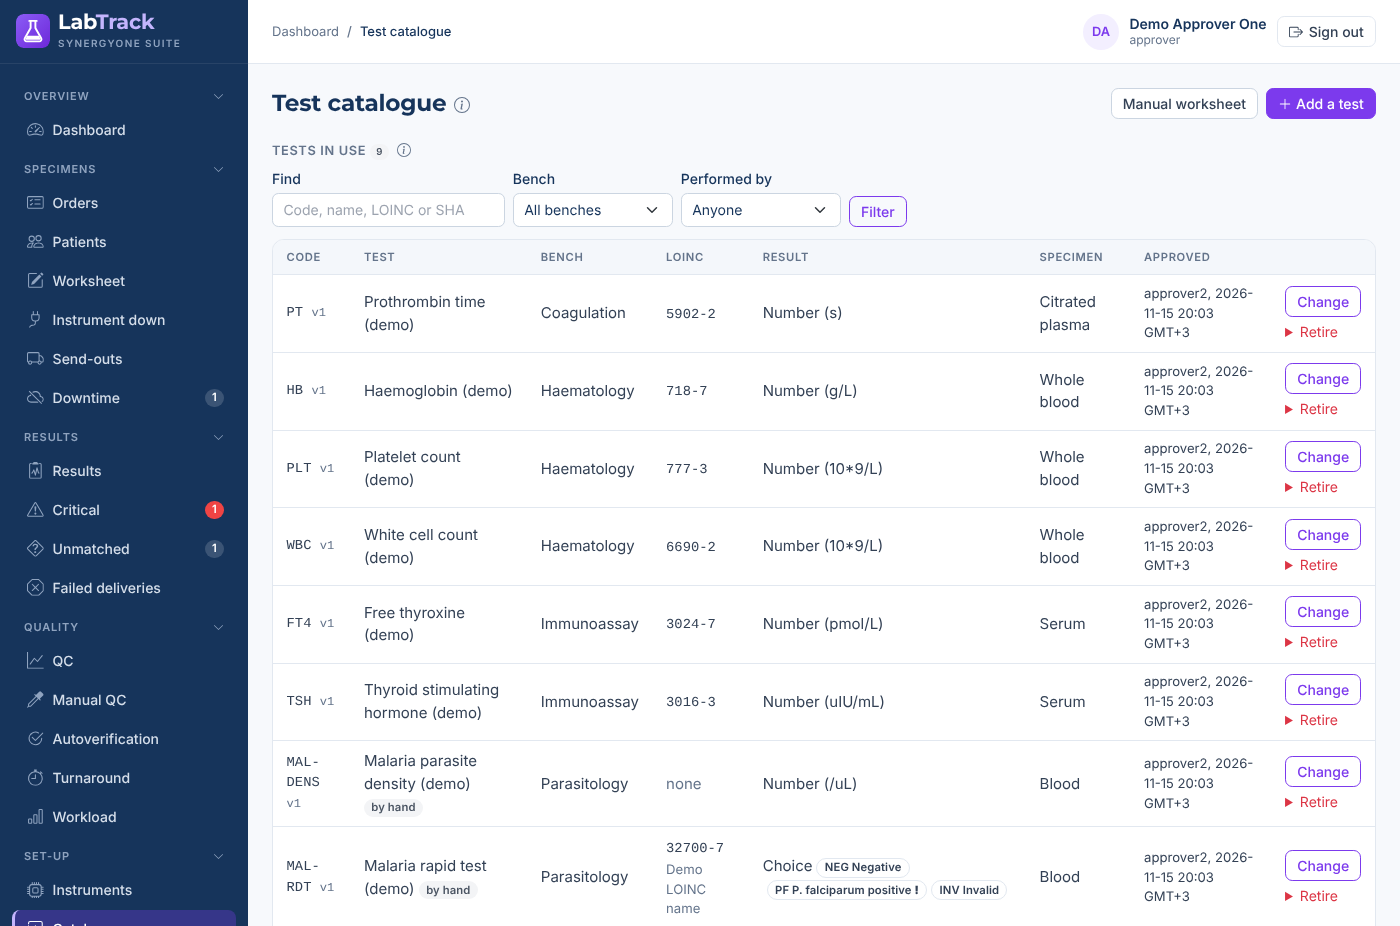 LabTrack
SYNERGYONE SUITE
OVERVIEW
Dashboard
SPECIMENS
Orders
Patients
Worksheet
Instrument down
Send-outs
Downtime 1
RESULTS
Results
Critical 1
Unmatched 1
Failed deliveries
QUALITY
QC
Manual QC
Autoverification
Turnaround
Workload
SET-UP
Instruments
Dashboard / Test catalogue
DA
Demo Approver One
approver
Sign out
Test catalogue
Manual worksheet
+ Add a test
TESTS IN USE 9
Find
Bench
Performed by
Code, name, LOINC or SHA
All benches
Anyone
Filter
CODE TEST BENCH LOINC RESULT SPECIMEN APPROVED
PT v1
Prothrombin time
(demo)
Coagulation
5902-2
Number (s)
Citrated
plasma
approver2, 2026-
11-15 20:03
GMT+3
Change
Retire
HB v1
Haemoglobin (demo)
Haematology
718-7
Number (g/L)
Whole
blood
approver2, 2026-
11-15 20:03
GMT+3
Change
Retire
PLT v1
Platelet count
(demo)
Haematology
777-3
Number (10*9/L)
Whole
blood
approver2, 2026-
11-15 20:03
GMT+3
Change
Retire
WBC v1
White cell count
(demo)
Haematology
6690-2
Number (10*9/L)
Whole
blood
approver2, 2026-
11-15 20:03
GMT+3
Change
Retire
FT4 v1
Free thyroxine
(demo)
Immunoassay
3024-7
Number (pmol/L)
Serum
approver2, 2026-
11-15 20:03
GMT+3
Change
Retire
TSH v1
Thyroid stimulating
hormone (demo)
Immunoassay
3016-3
Number (uIU/mL)
Serum
approver2, 2026-
11-15 20:03
GMT+3
Change
Retire
MAL-
DENS
v1
Malaria parasite
density (demo)
by hand
Parasitology
none
Number (/uL)
Blood
approver2, 2026-
11-15 20:03
GMT+3
Change
Retire
MAL-
RDT v1
Malaria rapid test
(demo) by hand
Parasitology
32700-7
Demo
LOINC
name
Choice NEG Negative
PF P. falciparum positive ! INV Invalid
Blood
approver2, 2026-
11-15 20:03
GMT+3
Change
Retire